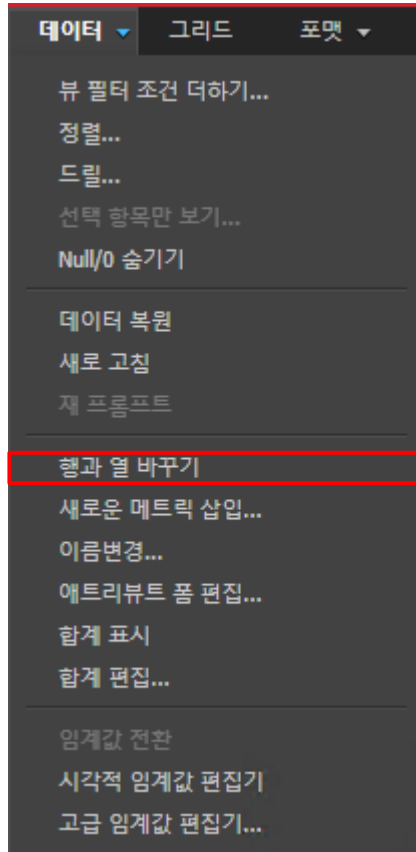 데이터 그리드 포맷
뷰 필터 조건 더하기...
정렬...
드릴...
선택 항목만 보기...
Null/0 숨기기
데이터 복원
새로 고침
재 프롬프트
행과 열 바꾸기
새로운 메트릭 삽입...
이름변경...
애트리뷰트 폼 편집...
합계 표시
합계 편집...
임계값 전환
시각적 임계값 편집기
고급 임계값 편집기...